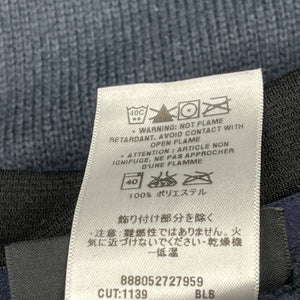 40C
• WARNING: NOT FLAME
RETARDANT. AVOID CONTACT WITH
OPEN FLAME
• ATTENTION: ARTICLE NON
IGNIFUGE. NE PAS APPROCHER
D'UNE FLAMME
40
100% ポリエステル
飾り付け部分を除く
・注意:難燃性ではありません。火
気に近づけないでください。乾燥機
ー低温
888052727959
CUT:1139 BLB